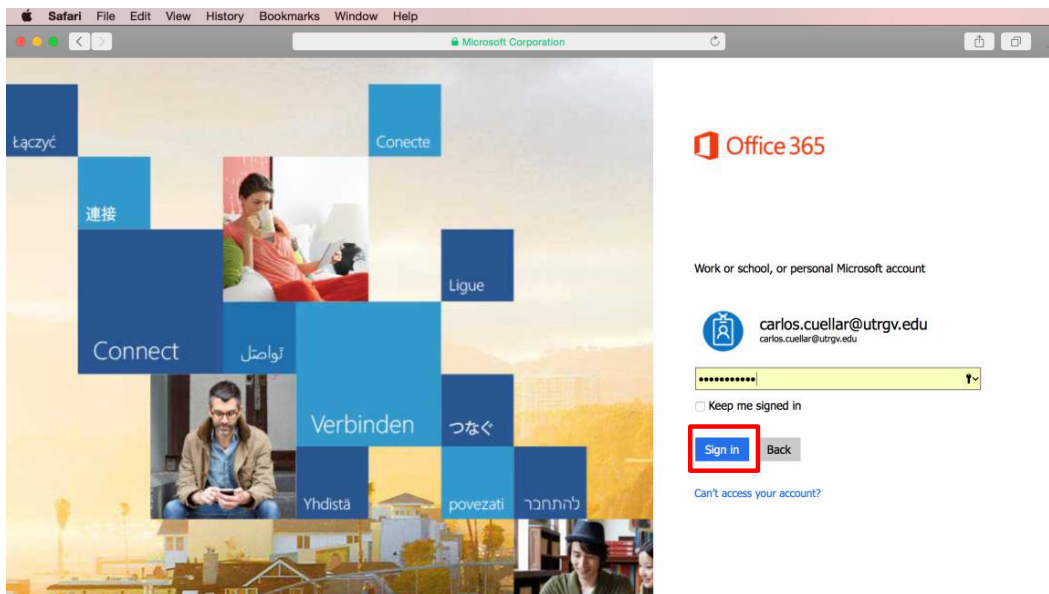 Safari File Edit View History Bookmarks Window Help
Microsoft Corporation
Łączyć
Conecte
連接
Ligue
Connect
تواصَل
Verbinden
つなぐ
Yhdistä
povezati
להתחבר
Office 365
Work or school, or personal Microsoft account
carlos.cuellar@utrgv.edu
carlos.cuellar@utrgv.edu
Keep me signed in
Sign in Back
Can't access your account?